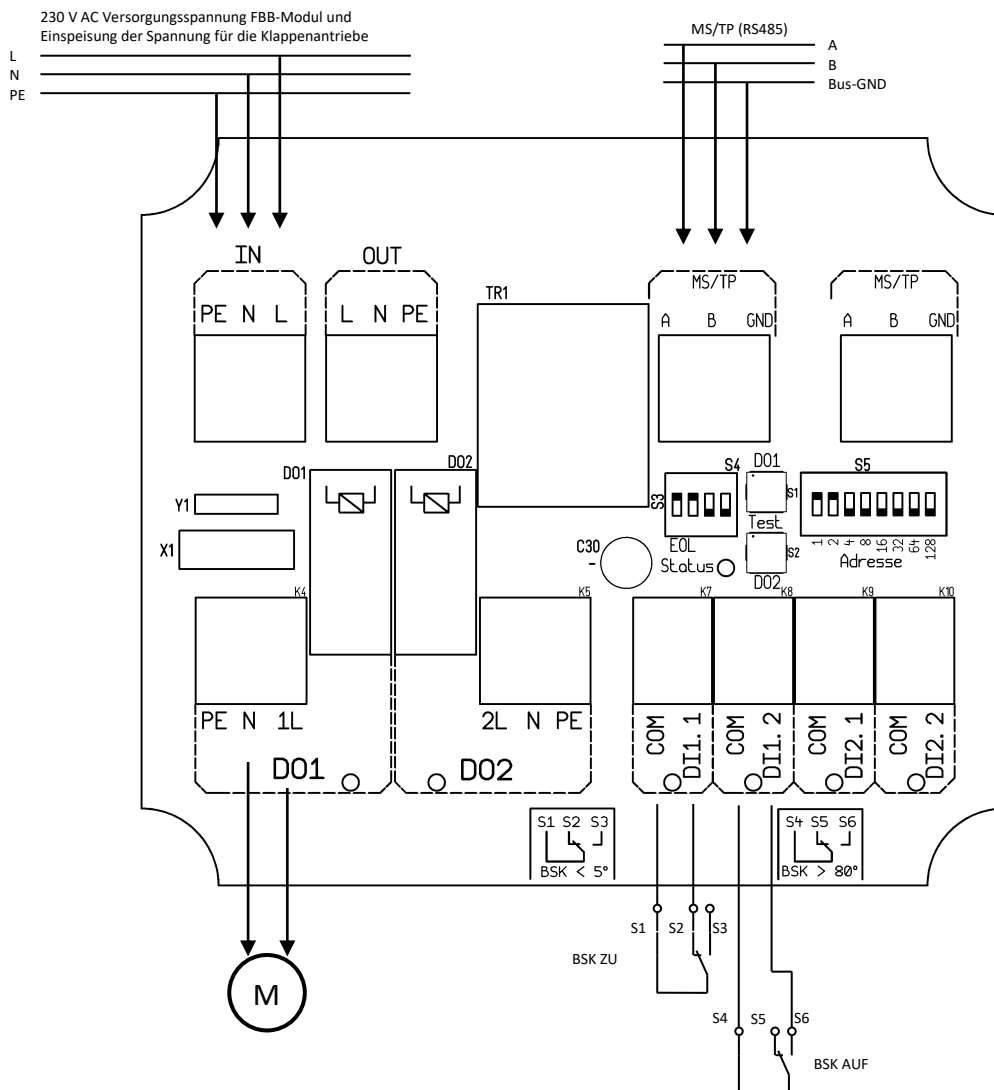 230 V AC Versorgungsspannung FBB-Modul und
Einspeisung der Spannung für die Klappenantriebe
L
N
PE
MS/TP (RS485)
A
B
Bus-GND
IN
PE N L
OUT
L N PE
TR1
MS/TP
A B GND
MS/TP
A B GND
DO1
DO2
Y1
X1
C30
-
S3
S4
EOL
Status
DO1
S1
Test
S2
DO2
S5
1 2 4 8 16 32 64 128
Adresse
K4
K5
K7
K8
K9
K10
PE N 1L
DO1
2L N PE
DO2
COM DI1. 1
COM DI1. 2
COM DI2. 1
COM DI2. 2
S1 S2 S3
BSK < 5°
S4 S5 S6
BSK > 80°
S1 S2 S3
BSK ZU
M
S4 S5 S6
BSK AUF